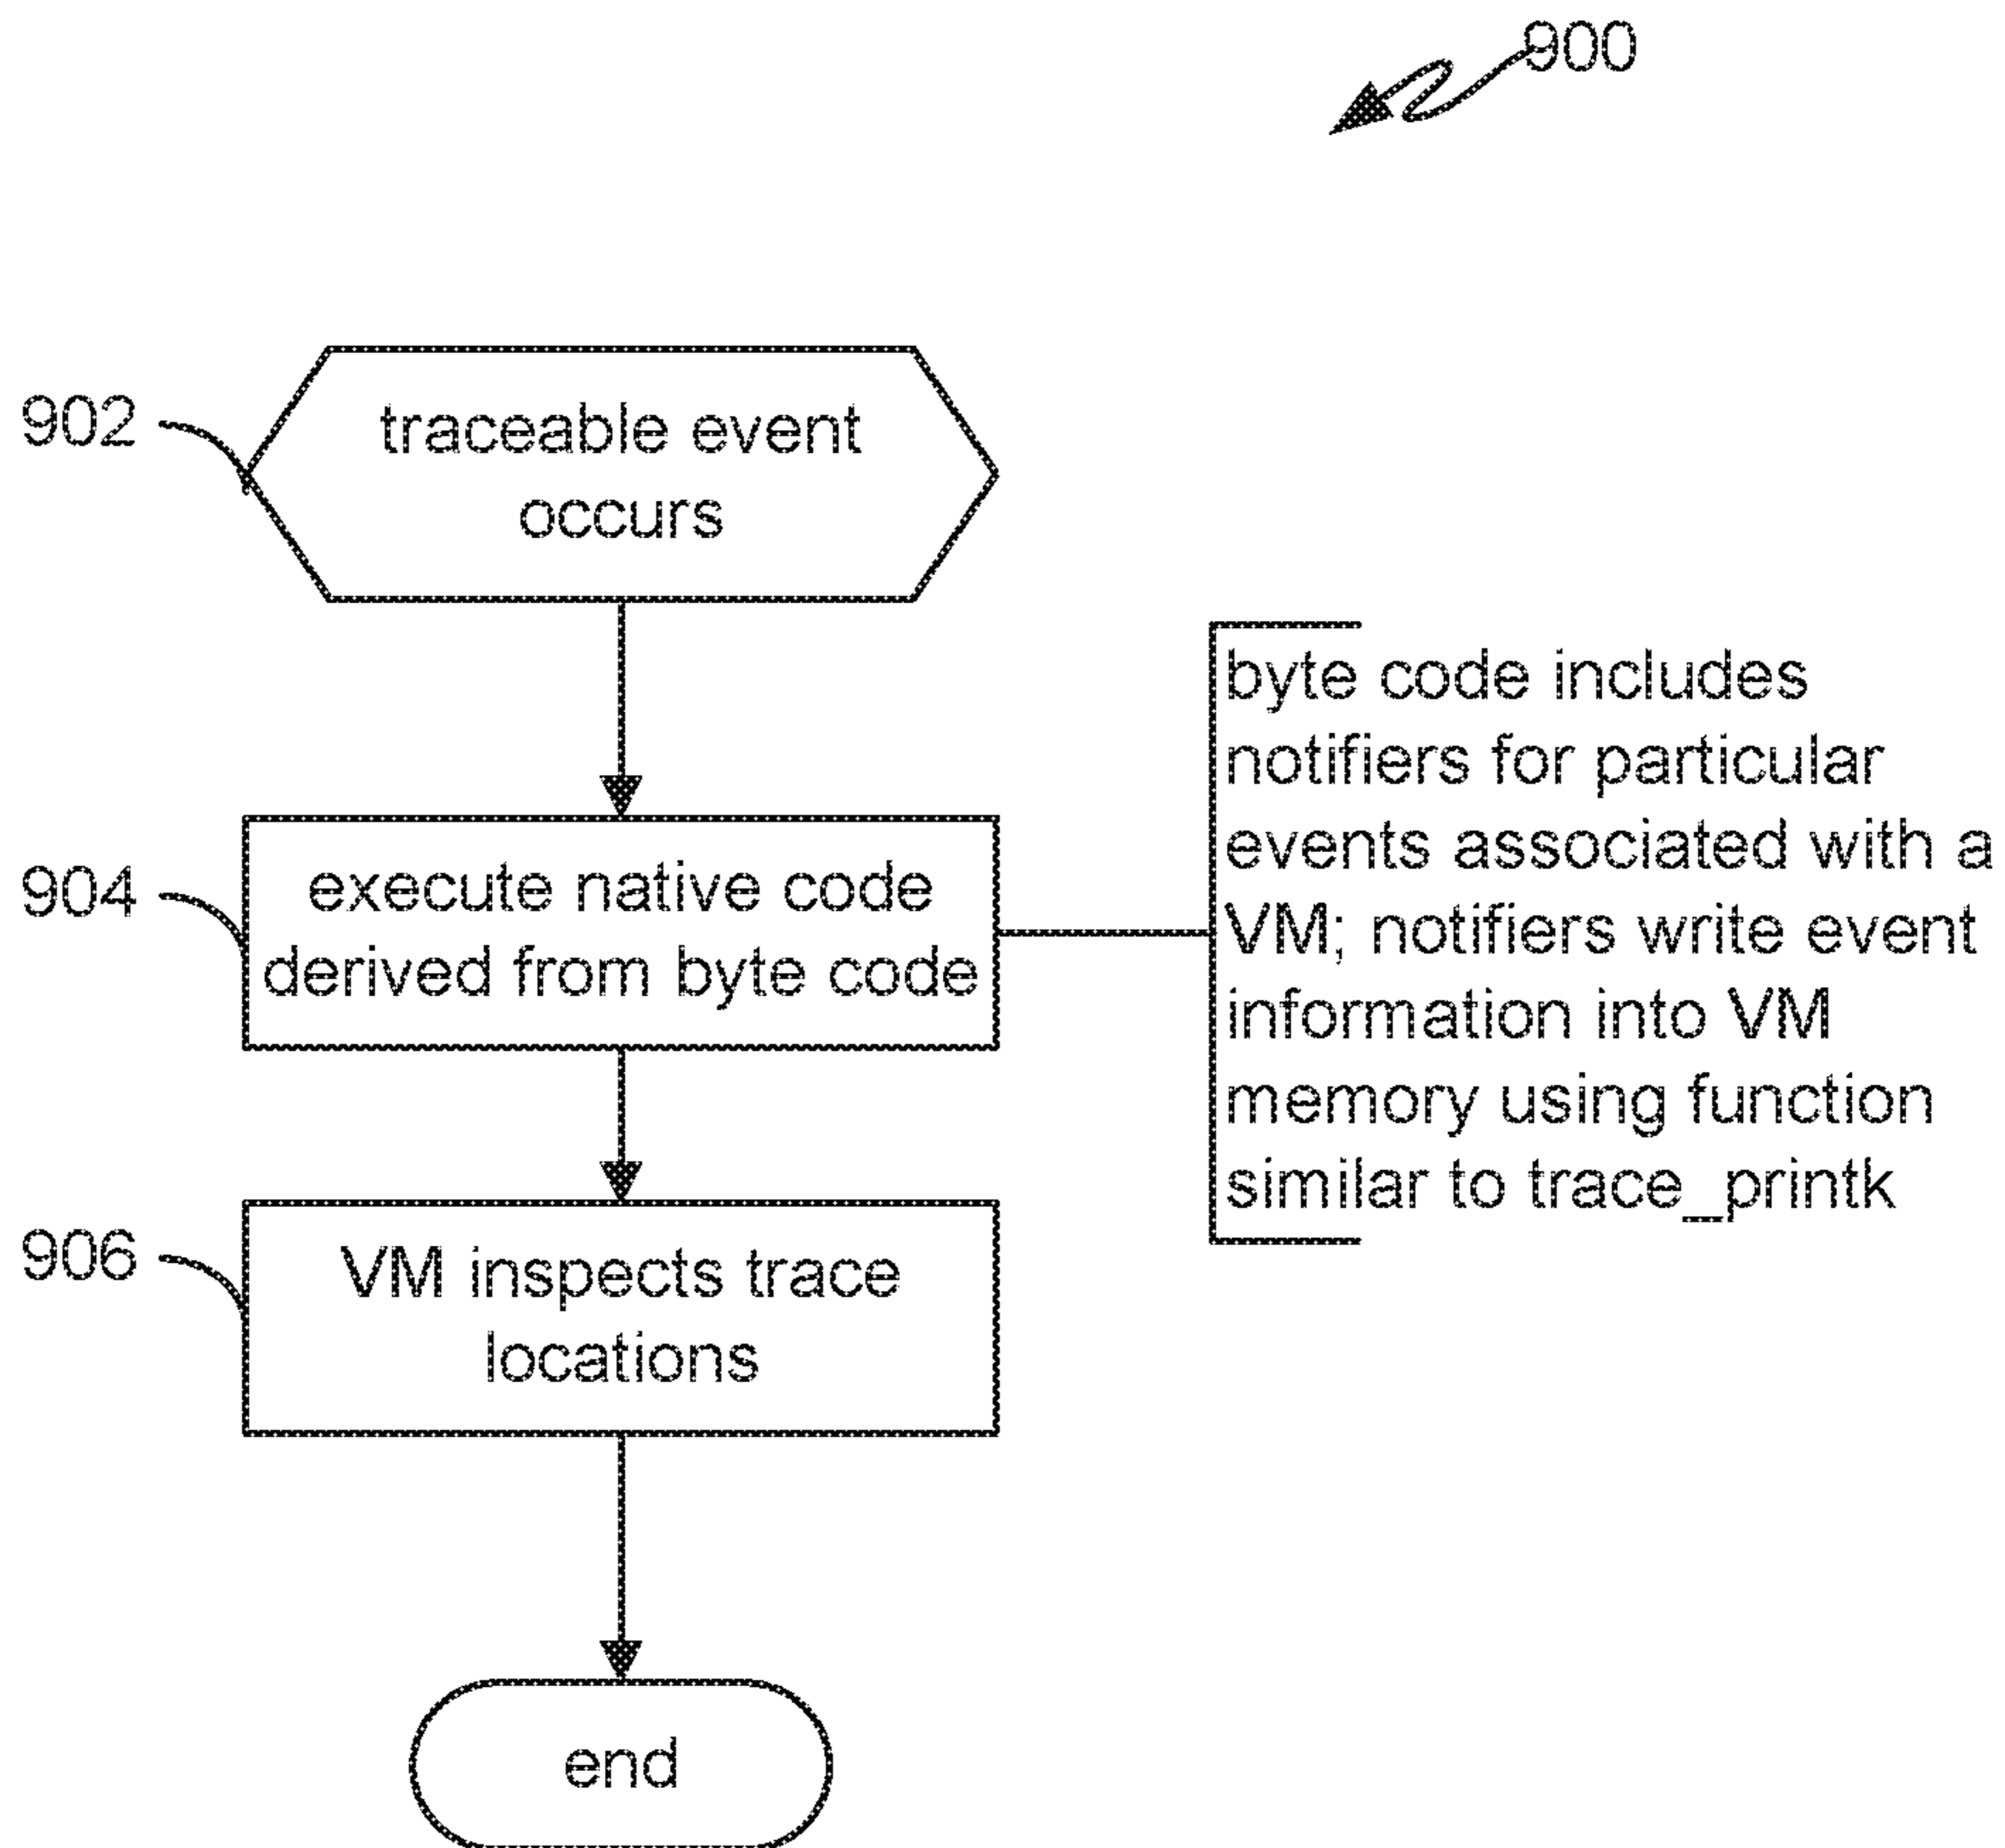 900
902
traceable event
occurs
904
execute native code
derived from byte code
byte code includes
notifiers for particular
events associated with a
VM; notifiers write event
information into VM
memory using function
similar to trace_printk
906
VM inspects trace
locations
end